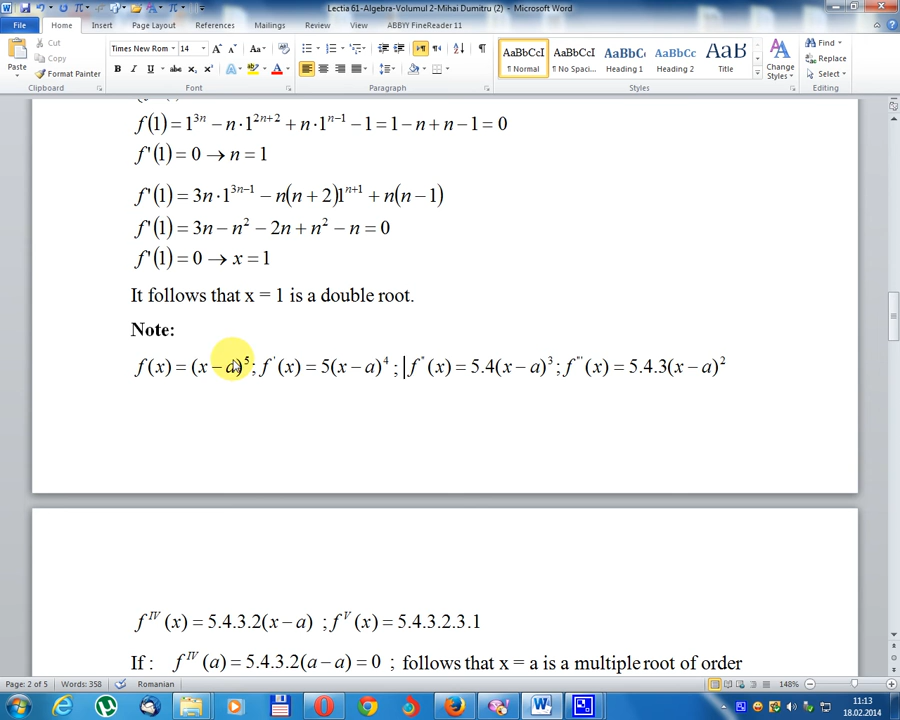 Lectia 61-Algebra-Volumul 2-Mihai Dumitru (2) - Microsoft Word
File Home Insert Page Layout References Mailings Review View ABBYY FineReader 11
Cut Times New Rom 14 AaBbCcI AaBbCcI AaBbC AaBbCc AaB Find
Copy Replace
Paste Format Painter B I U abc x₂ x² ¶ Normal ¶ No Spaci... Heading 1 Heading 2 Title Change Styles Select
Clipboard Font Paragraph Styles Editing
f(1) = 1^{3n} − n·1^{2n+2} + n·1^{n−1} − 1 = 1 − n + n − 1 = 0
f'(1) = 0 → n = 1
f'(1) = 3n·1^{3n−1} − n(n + 2)1^{n+1} + n(n − 1)
f'(1) = 3n − n² − 2n + n² − n = 0
f'(1) = 0 → x = 1
It follows that x = 1 is a double root.
Note:
f(x) = (x − a)⁵; f'(x) = 5(x − a)⁴ ; f''(x) = 5.4(x − a)³; f'''(x) = 5.4.3(x − a)²
f^{IV}(x) = 5.4.3.2(x − a) ; f^{V}(x) = 5.4.3.2.3.1
If : f^{IV}(a) = 5.4.3.2(a − a) = 0 ; follows that x = a is a multiple root of order
Page: 2 of 5 Words: 358 Romanian 148%
11:13
18.02.2014